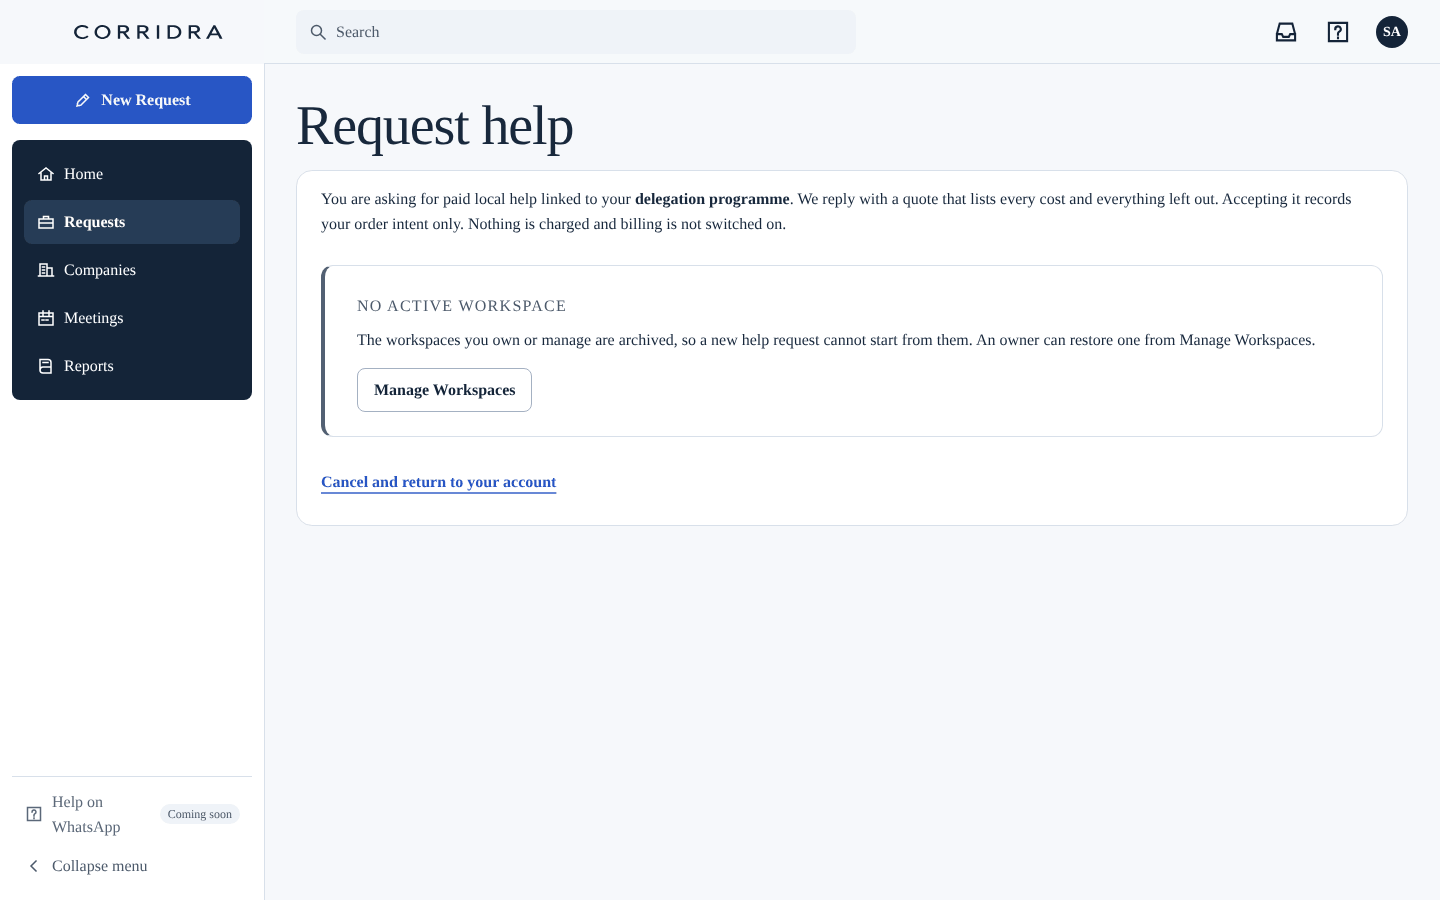 CORRIDRA
Search
SA
New Request
Home
Requests
Companies
Meetings
Reports
Request help
You are asking for paid local help linked to your delegation programme. We reply with a quote that lists every cost and everything left out. Accepting it records
your order intent only. Nothing is charged and billing is not switched on.
NO ACTIVE WORKSPACE
The workspaces you own or manage are archived, so a new help request cannot start from them. An owner can restore one from Manage Workspaces.
Manage Workspaces
Cancel and return to your account
Help on
WhatsApp
Coming soon
Collapse menu